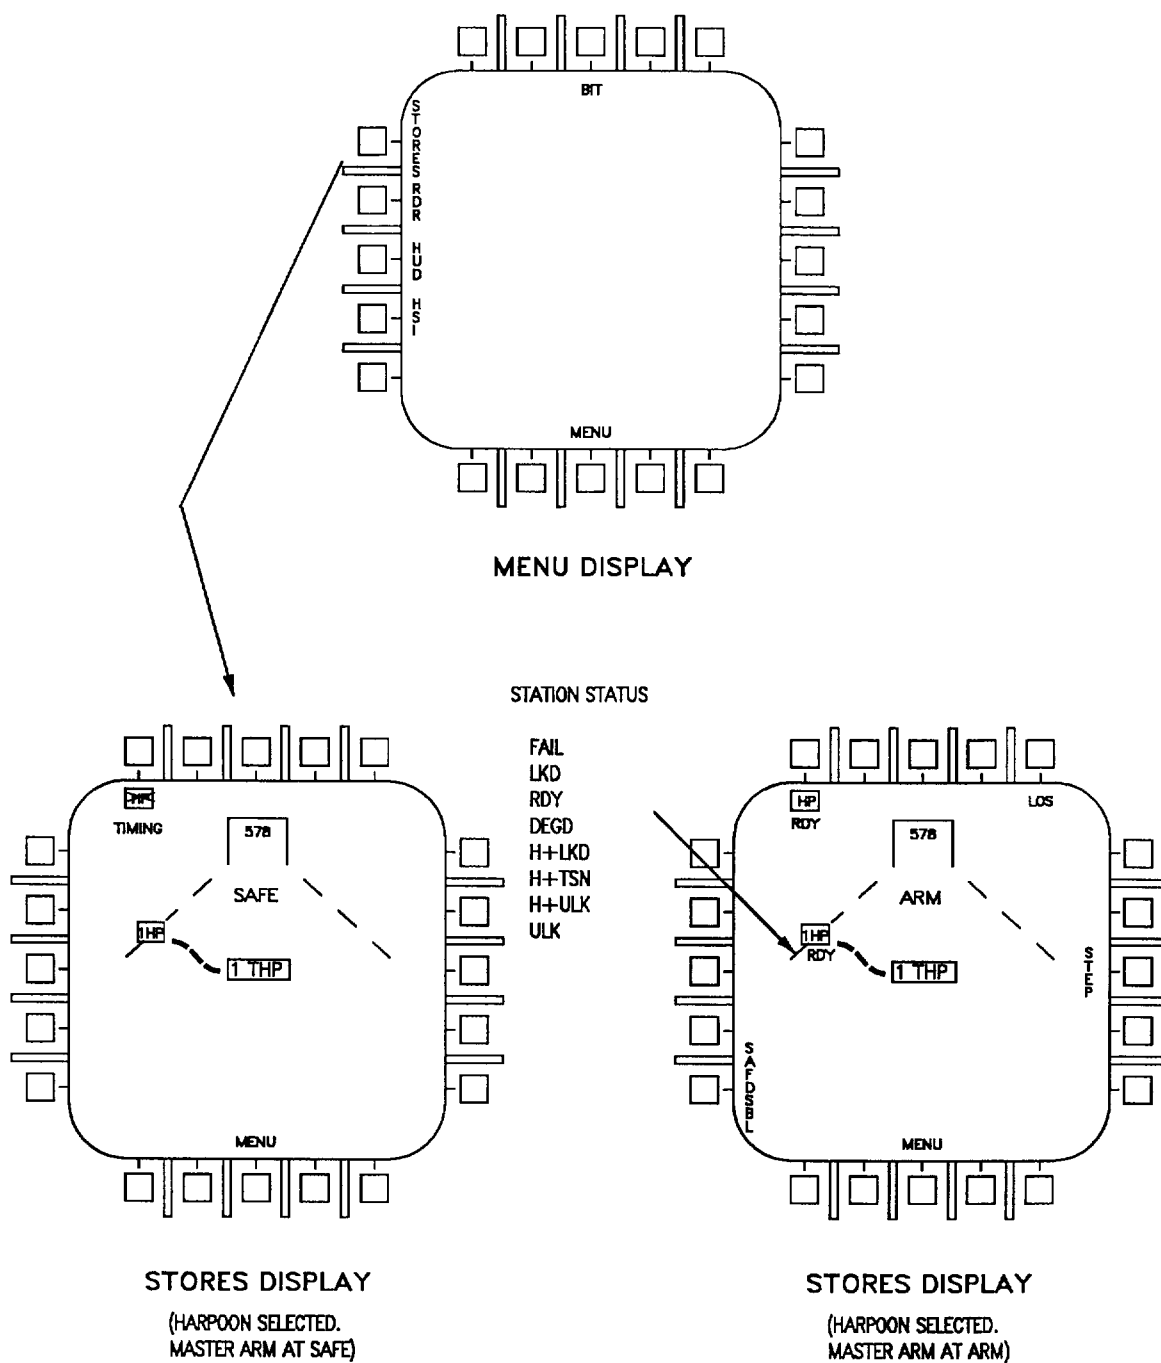 BIT
STORES
RDR
HUD
HSI
MENU
MENU DISPLAY
STATION STATUS
FAIL
LKD
RDY
DEGD
H+LKD
H+TSN
H+ULK
ULK
HP
TIMING
578
SAFE
1HP
1 THP
MENU
STORES DISPLAY
(HARPOON SELECTED.
MASTER ARM AT SAFE)
HP
RDY
LOS
578
ARM
1HP
RDY
1 THP
STEP
SAFDSBL
MENU
STORES DISPLAY
(HARPOON SELECTED.
MASTER ARM AT ARM)